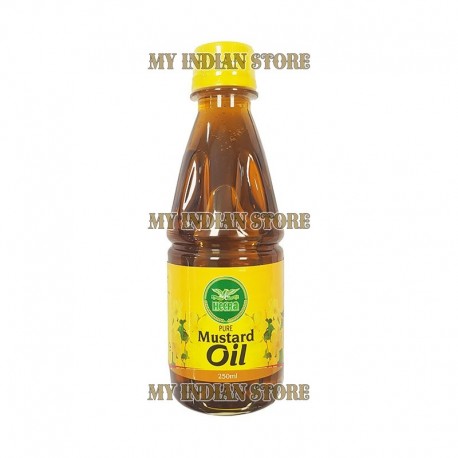 MY INDIAN STORE
MY INDIAN STORE
HEERA
PURE
Mustard
Oil
250ml
MY INDIAN STORE